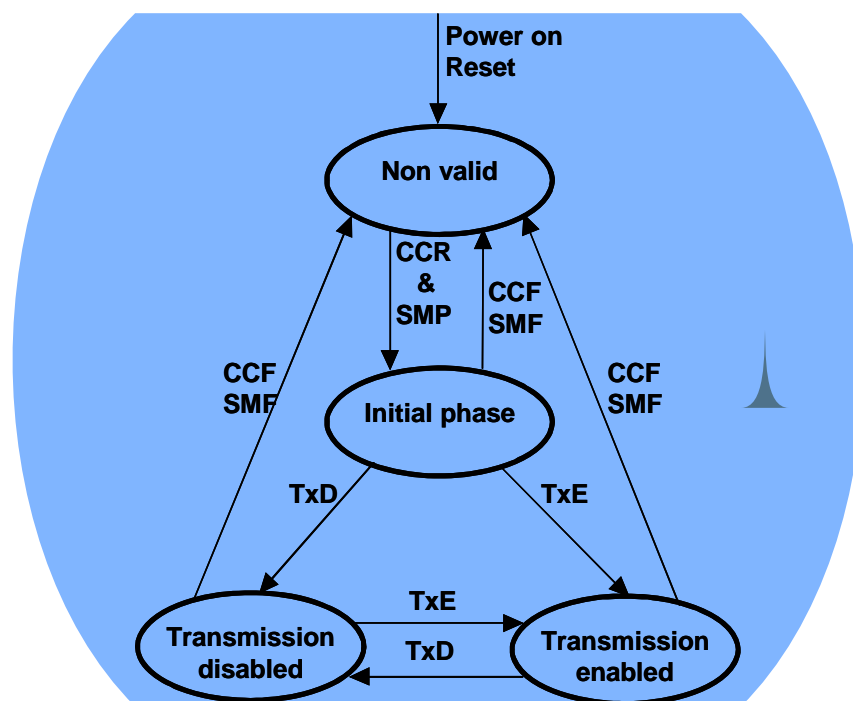 Power on
Reset
Non valid
CCR
&
SMP
CCF
SMF
CCF
SMF
CCF
SMF
Initial phase
TxD
TxE
TxE
Transmission
disabled
TxD
Transmission
enabled